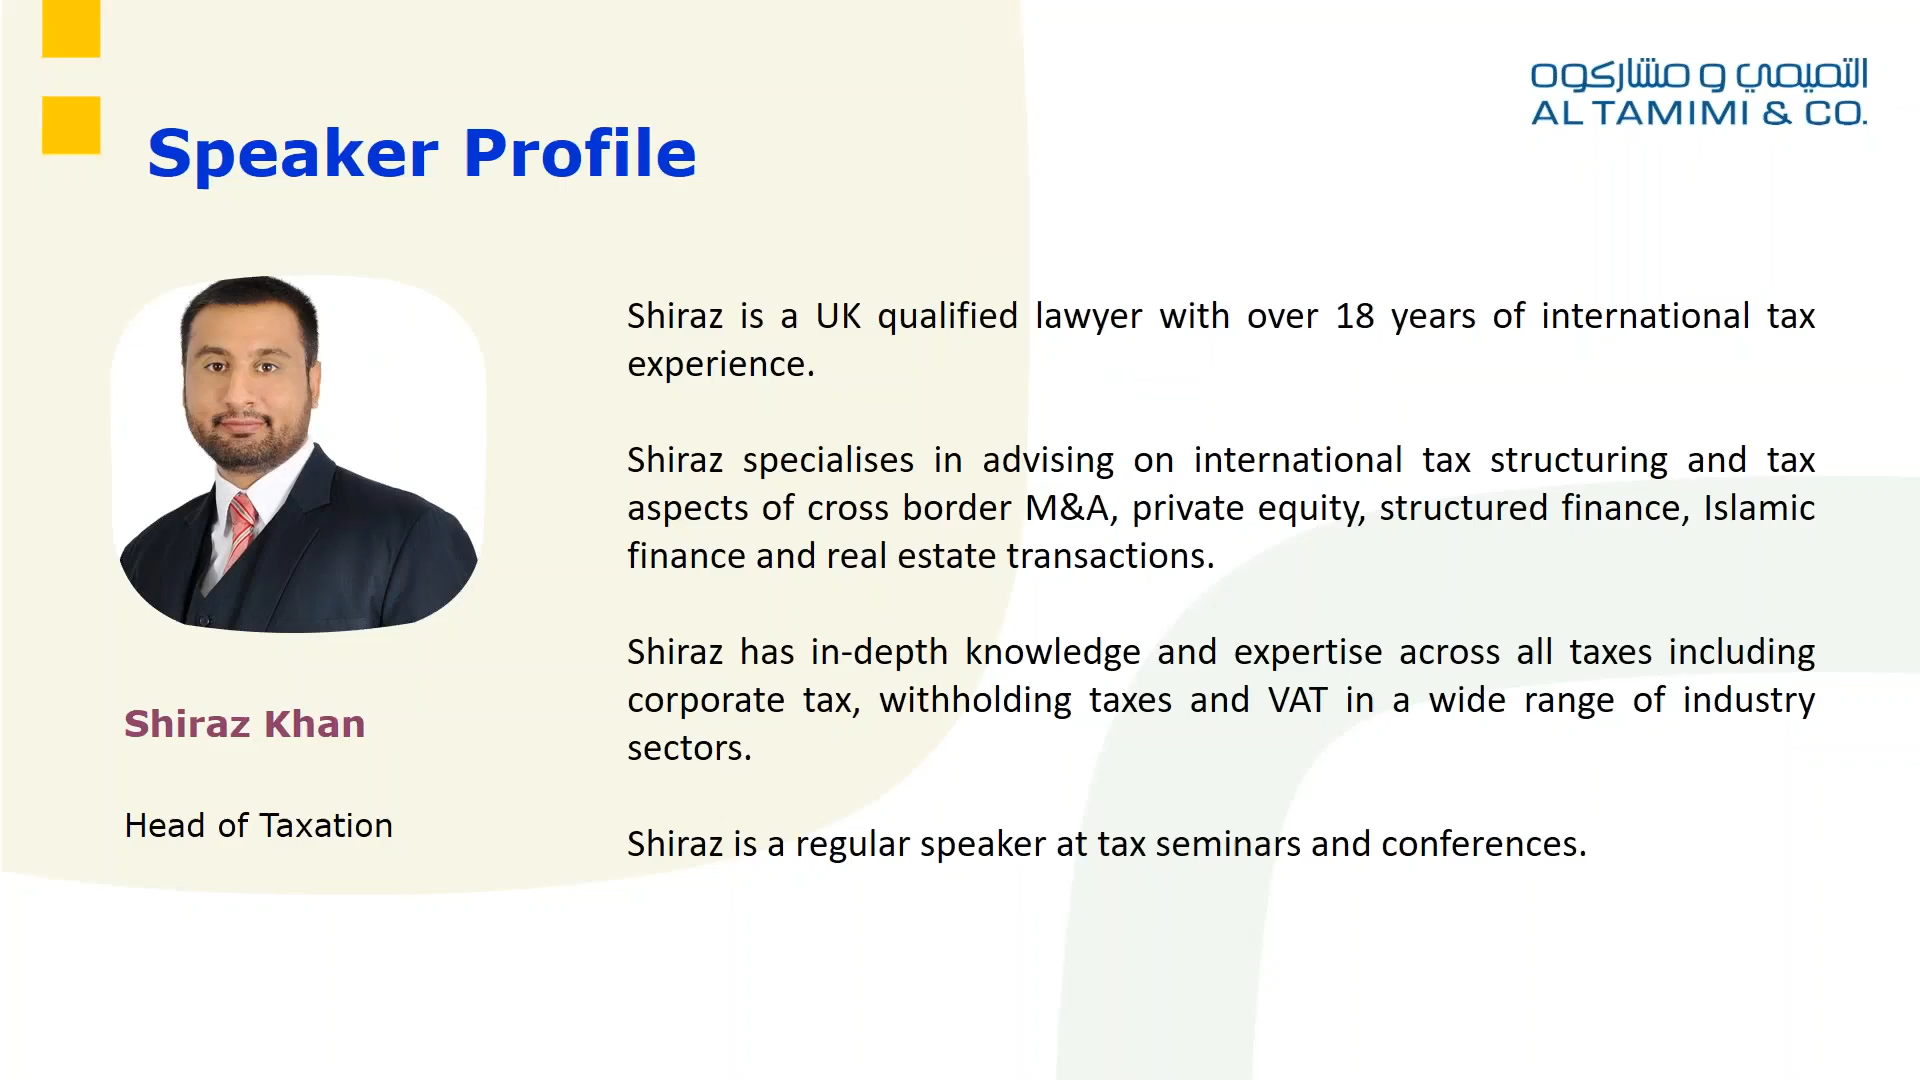 التميمي و مشاركوه
AL TAMIMI & CO.
Speaker Profile
Shiraz is a UK qualified lawyer with over 18 years of international tax
experience.
Shiraz specialises in advising on international tax structuring and tax
aspects of cross border M&A, private equity, structured finance, Islamic
finance and real estate transactions.
Shiraz has in-depth knowledge and expertise across all taxes including
corporate tax, withholding taxes and VAT in a wide range of industry
sectors.
Shiraz is a regular speaker at tax seminars and conferences.
Shiraz Khan
Head of Taxation